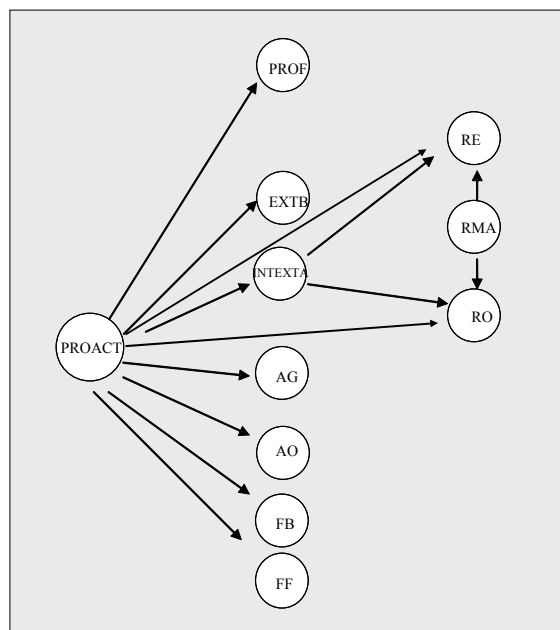 PROF
RE
EXTB
RMA
INTEXTA
RO
PROACT
AG
AO
FB
FF